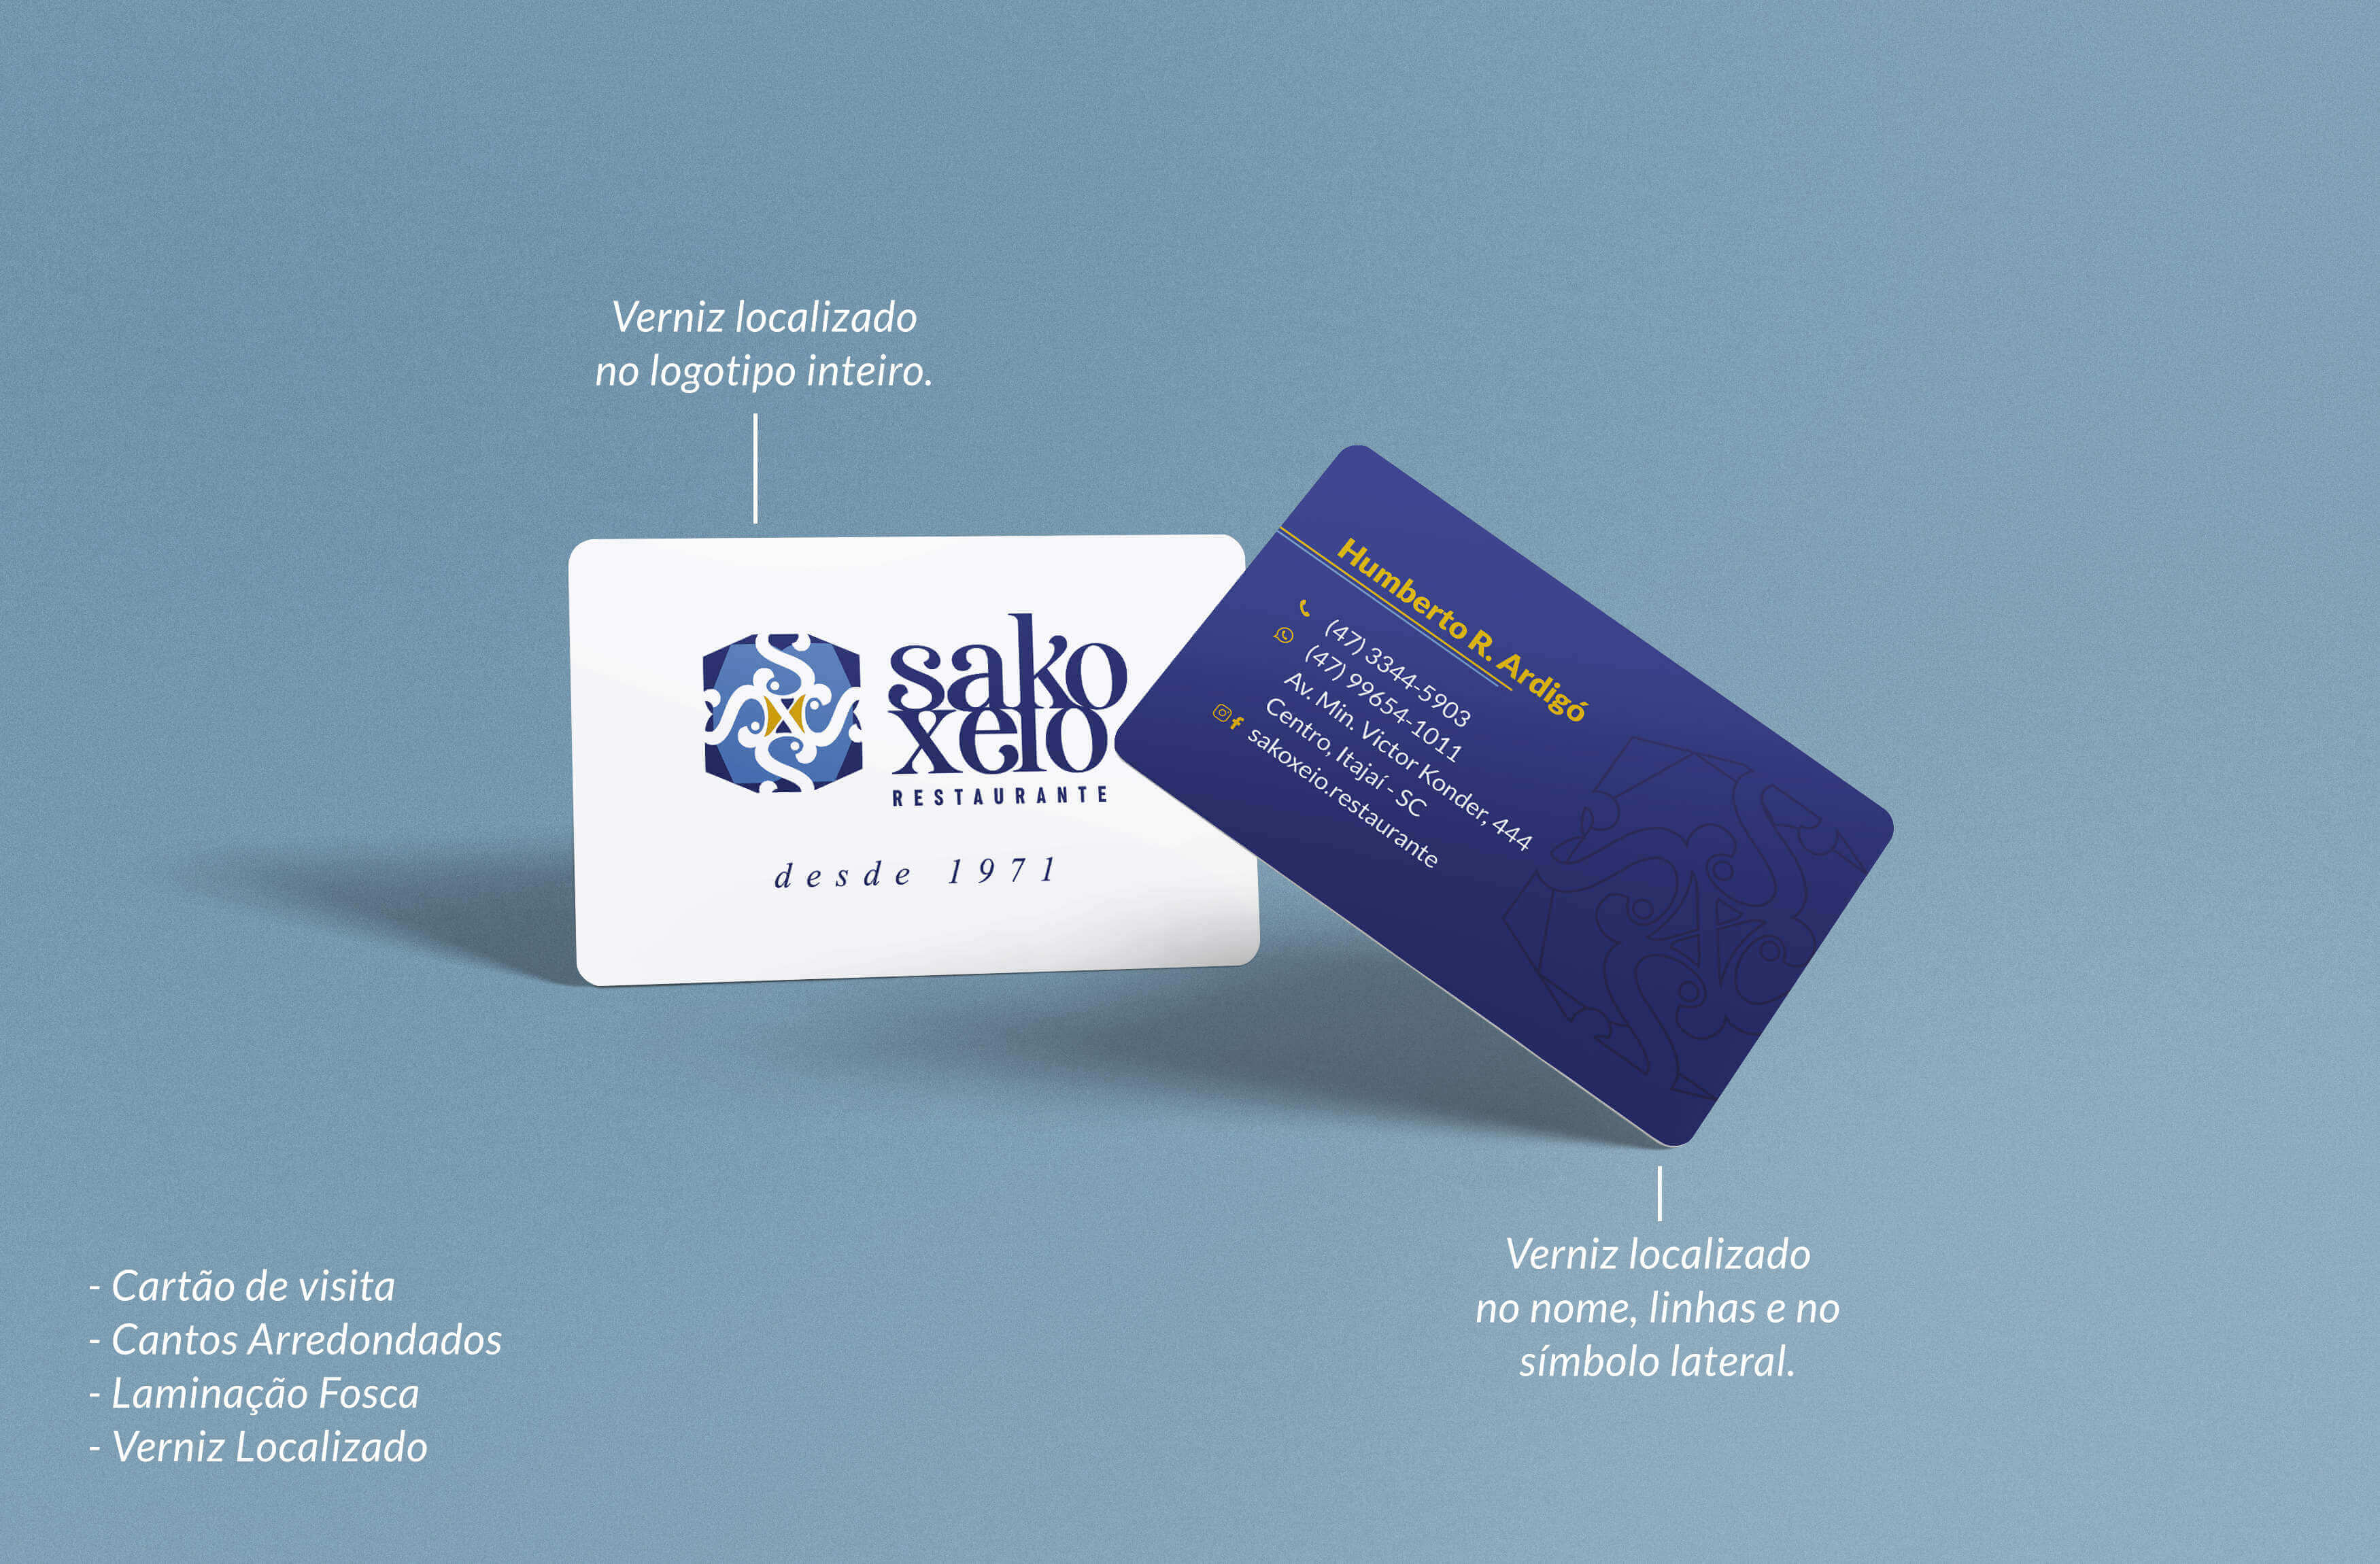 Verniz localizado
no logotipo inteiro.
sako
xeio
RESTAURANTE
desde 1971
Humberto R. Ardigó
(47) 3344-5903
(47) 99654-1011
Av. Min. Victor Konder, 444
Centro, Itajaí - SC
sakoxeio.restaurante
Verniz localizado
no nome, linhas e no
símbolo lateral.
- Cartão de visita
- Cantos Arredondados
- Laminação Fosca
- Verniz Localizado